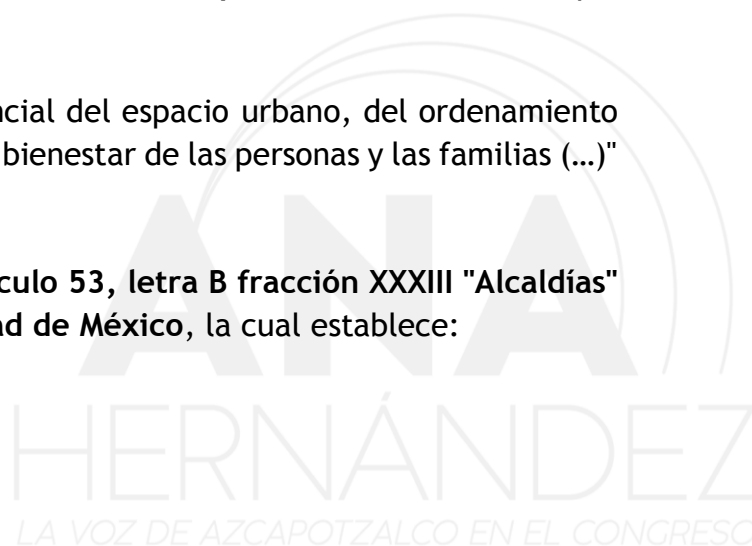 ncial del espacio urbano, del ordenamiento
bienestar de las personas y las familias (…)"
culo 53, letra B fracción XXXIII "Alcaldías"
ad de México, la cual establece:
ANA
HERNÁNDEZ
LA VOZ DE AZCAPOTZALCO EN EL CONGRESO